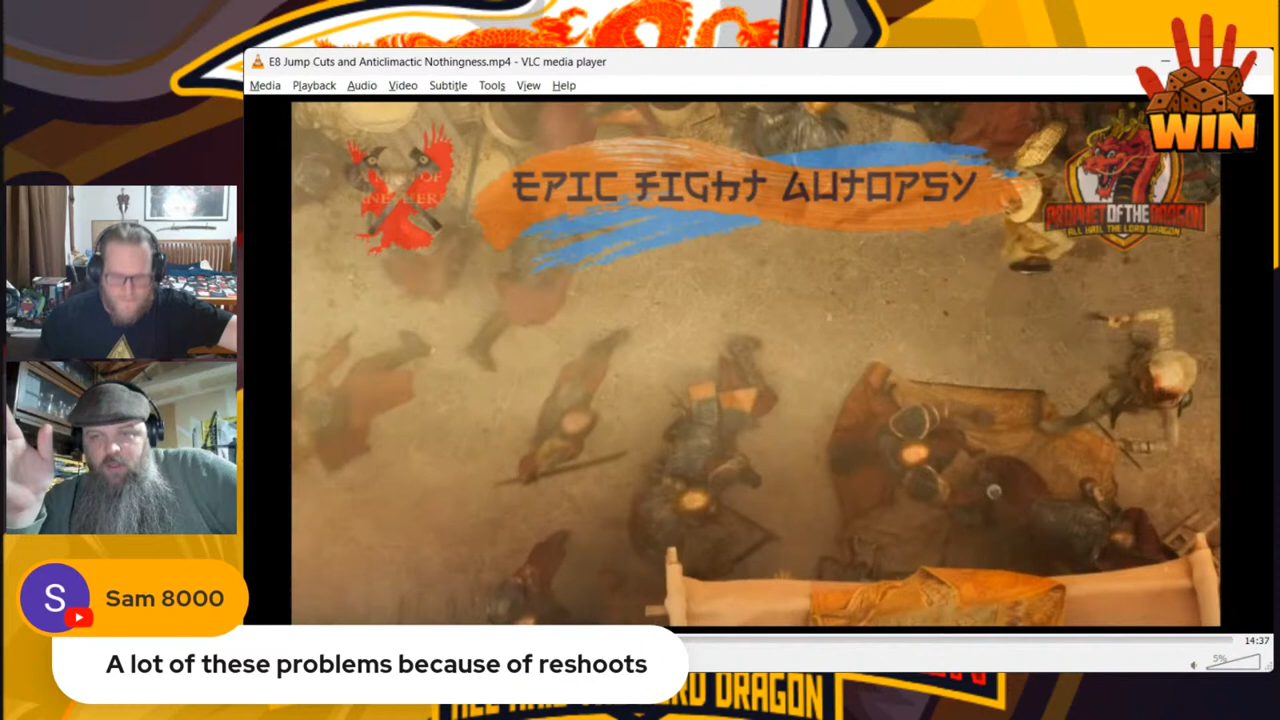 E8 Jump Cuts and Anticlimactic Nothingness.mp4 - VLC media player
Media Playback Audio Video Subtitle Tools View Help
WIN
EPIC FIGHT AUTOPSY
PROPHET OF THE DRAGON
ALL HAIL THE LORD DRAGON
14:37
5%
S
Sam 8000
A lot of these problems because of reshoots
DRAGON